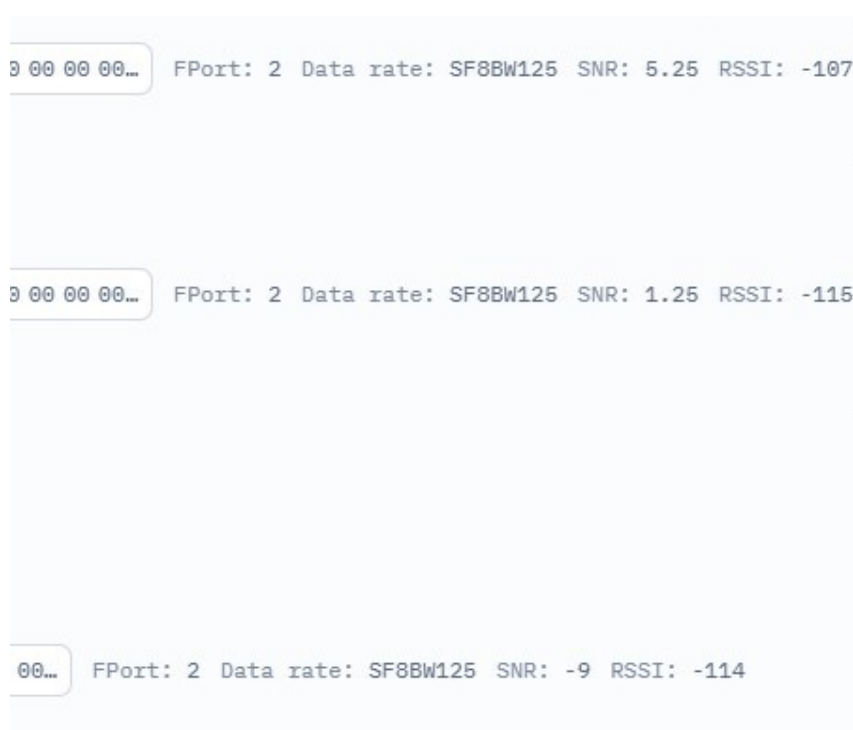 0 00 00 00… FPort: 2 Data rate: SF8BW125 SNR: 5.25 RSSI: -107
0 00 00 00… FPort: 2 Data rate: SF8BW125 SNR: 1.25 RSSI: -115
00… FPort: 2 Data rate: SF8BW125 SNR: -9 RSSI: -114